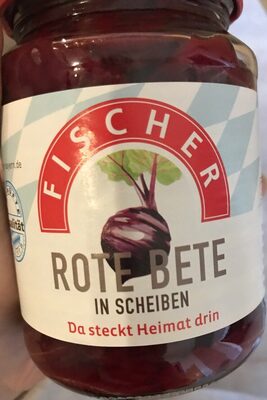 FISCHER
ROTE BETE
IN SCHEIBEN
Da steckt Heimat drin